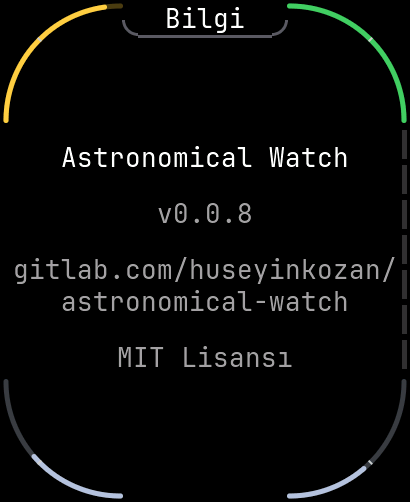 Bilgi
Astronomical Watch
v0.0.8
gitlab.com/huseyinkozan/
astronomical-watch
MIT Lisansı